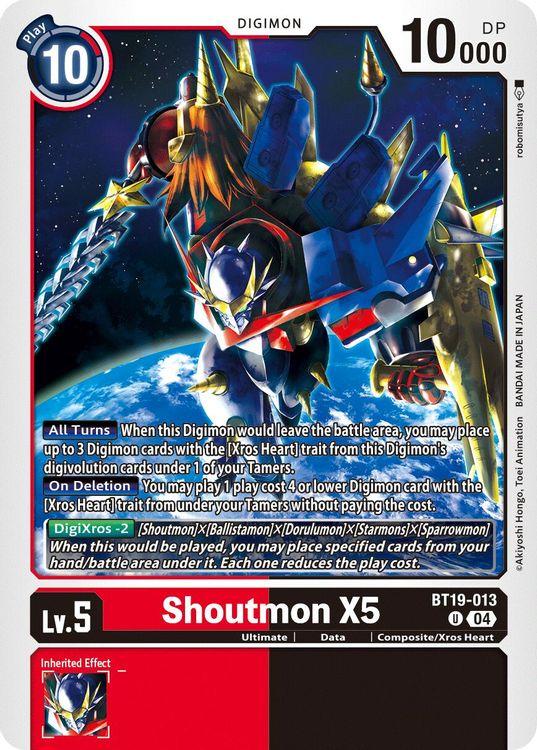 Play
10
DIGIMON
DP
10000
robomisutya
All Turns When this Digimon would leave the battle area, you may place
up to 3 Digimon cards with the [Xros Heart] trait from this Digimon's
digivolution cards under 1 of your Tamers.
On Deletion You may play 1 play cost 4 or lower Digimon card with the
[Xros Heart] trait from under your Tamers without paying the cost.
DigiXros -2 [Shoutmon]×[Ballistamon]×[Dorulumon]×[Starmons]×[Sparrowmon]
When this would be played, you may place specified cards from your
hand/battle area under it. Each one reduces the play cost.
©Akiyoshi Hongo, Toei Animation BANDAI MADE IN JAPAN
Lv.5
Shoutmon X5
BT19-013
U 04
Ultimate | Data | Composite/Xros Heart
Inherited Effect –